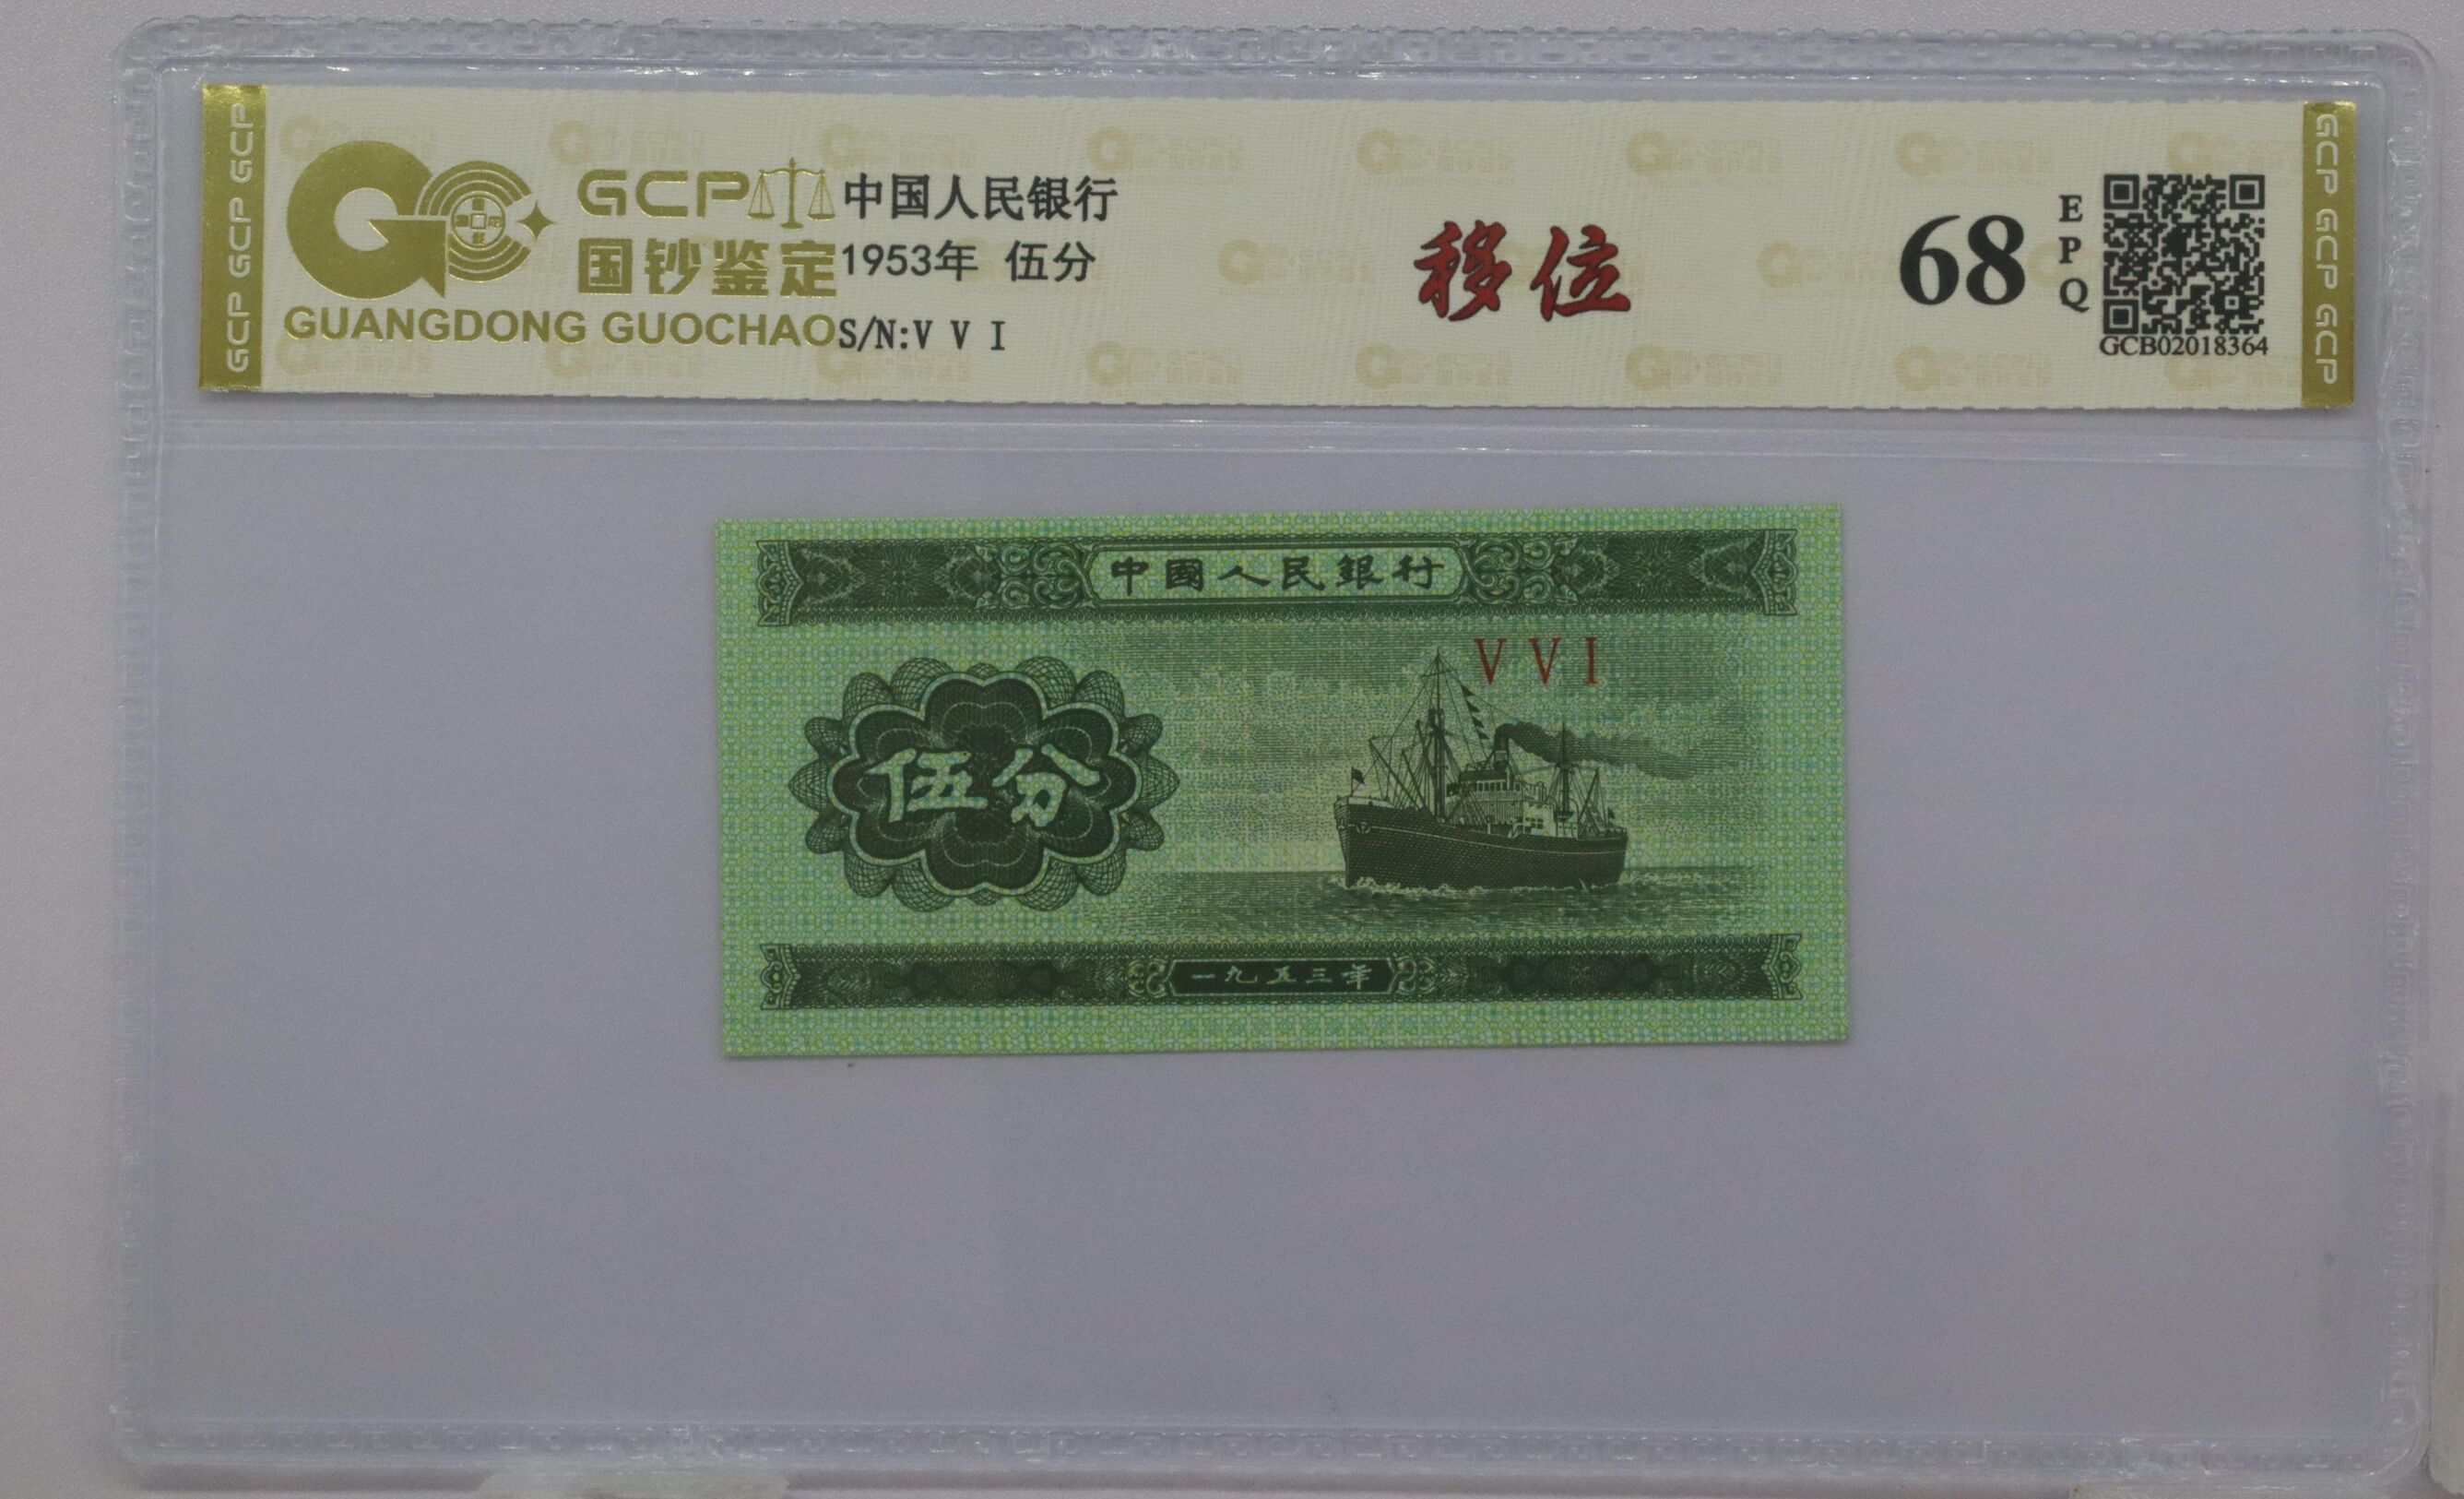 GCP GCP GCP
GCP
国钞鉴定
GUANGDONG GUOCHAO
中国人民银行
1953年 伍分
S/N:V V I
移位
68
EPQ
GCB02018364
GCP GCP GCP
中國人民銀行
V V I
伍分
一九五三年